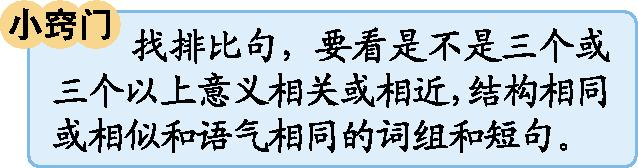 小窍门
找排比句，要看是不是三个或
三个以上意义相关或相近，结构相同
或相似和语气相同的词组和短句。